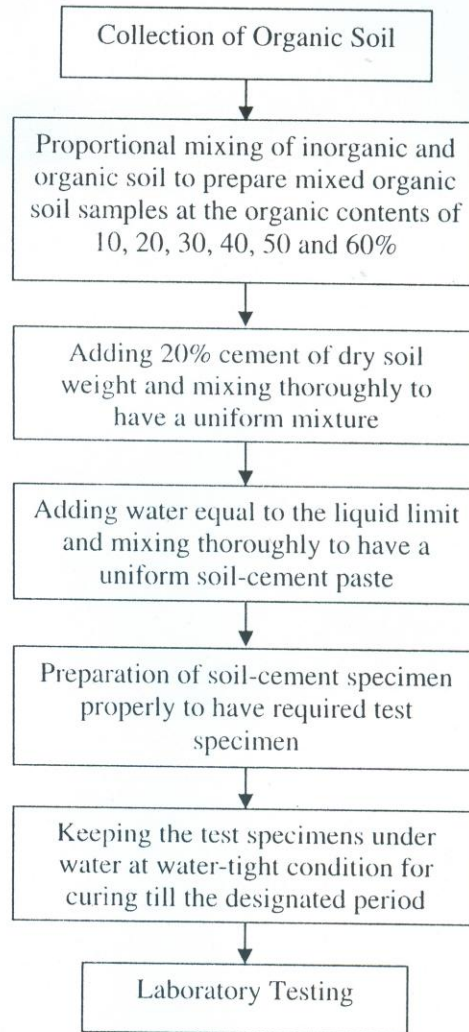 Collection of Organic Soil
Proportional mixing of inorganic and
organic soil to prepare mixed organic
soil samples at the organic contents of
10, 20, 30, 40, 50 and 60%
Adding 20% cement of dry soil
weight and mixing thoroughly to
have a uniform mixture
Adding water equal to the liquid limit
and mixing thoroughly to have a
uniform soil-cement paste
Preparation of soil-cement specimen
properly to have required test
specimen
Keeping the test specimens under
water at water-tight condition for
curing till the designated period
Laboratory Testing